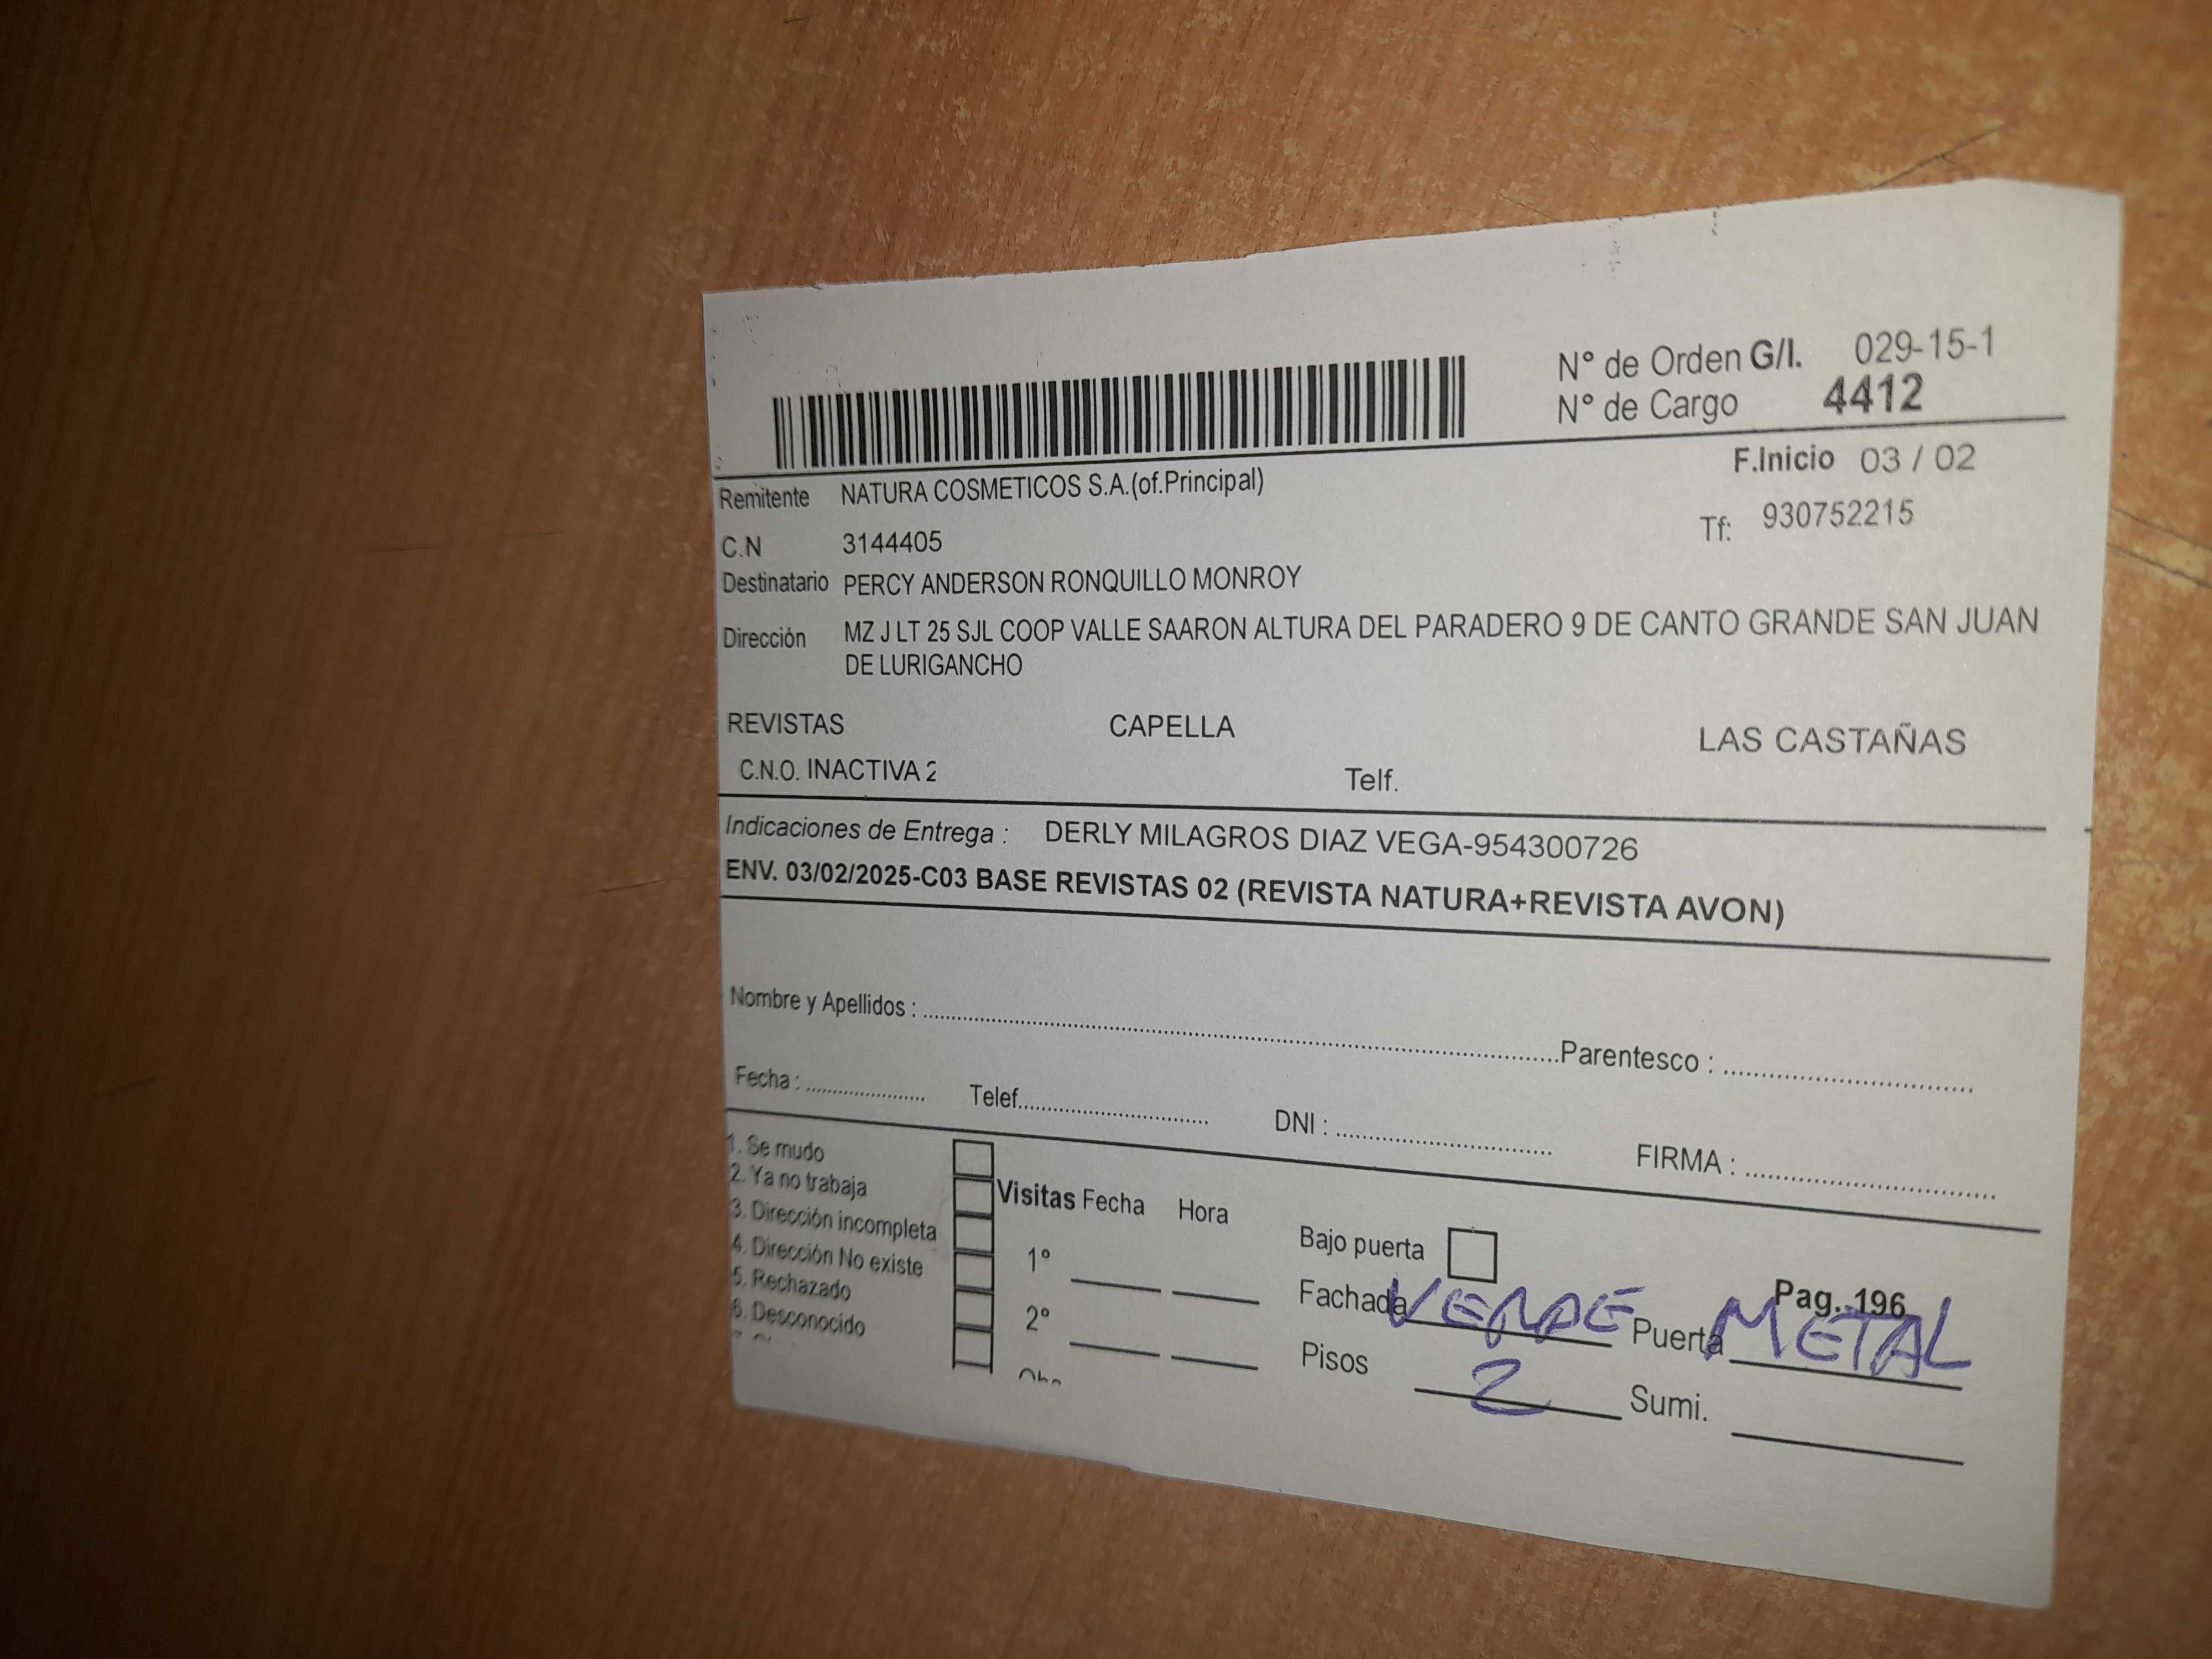 N° de Orden G/I. 029-15-1
N° de Cargo 4412
F.Inicio 03 / 02
Remitente NATURA COSMETICOS S.A.(of.Principal)
Tf: 930752215
C.N 3144405
Destinatario PERCY ANDERSON RONQUILLO MONROY
Dirección MZ J LT 25 SJL COOP VALLE SAARON ALTURA DEL PARADERO 9 DE CANTO GRANDE SAN JUAN
DE LURIGANCHO
REVISTAS CAPELLA LAS CASTAÑAS
C.N.O. INACTIVA 2 Telf.
Indicaciones de Entrega : DERLY MILAGROS DIAZ VEGA-954300726
ENV. 03/02/2025-C03 BASE REVISTAS 02 (REVISTA NATURA+REVISTA AVON)
Nombre y Apellidos : Parentesco :
Fecha : Telef. DNI : FIRMA :
1. Se mudo
2. Ya no trabaja
3. Dirección incompleta
4. Dirección No existe
5. Rechazado
6. Desconocido
Visitas Fecha Hora
1°
2°
Bajo puerta
Pag. 196
Fachada VERDE Puerta METAL
Pisos 2 Sumi.